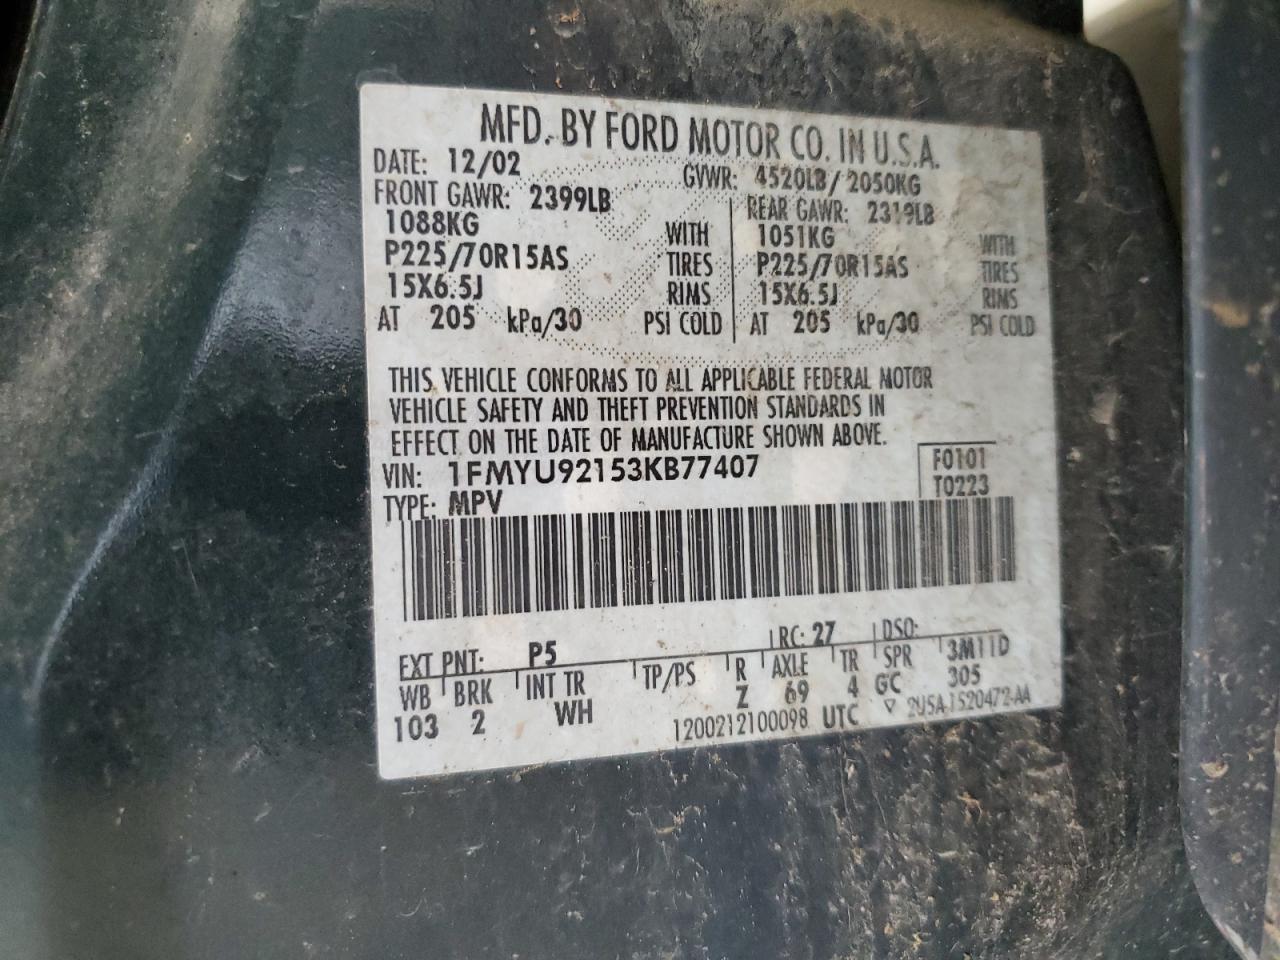 MFD. BY FORD MOTOR CO. IN U.S.A.
DATE: 12/02 GVWR: 4520LB/2050KG
FRONT GAWR: 2399LB REAR GAWR: 2319LB
1088KG WITH 1051KG WITH
P225/70R15AS TIRES P225/70R15AS TIRES
15X6.5J RIMS 15X6.5J RIMS
AT 205 kPa/30 PSI COLD AT 205 kPa/30 PSI COLD
THIS VEHICLE CONFORMS TO ALL APPLICABLE FEDERAL MOTOR
VEHICLE SAFETY AND THEFT PREVENTION STANDARDS IN
EFFECT ON THE DATE OF MANUFACTURE SHOWN ABOVE.
VIN: 1FMYU92153KB77407 F0101
TYPE: MPV T0223
EXT PNT: P5 RC: 27 DSO:
WB BRK INT TR TP/PS R AXLE TR SPR 3M11D
103 2 WH Z 69 4 GC 305
1200212100098 UTC ▽ 2U5A-1520472-AA